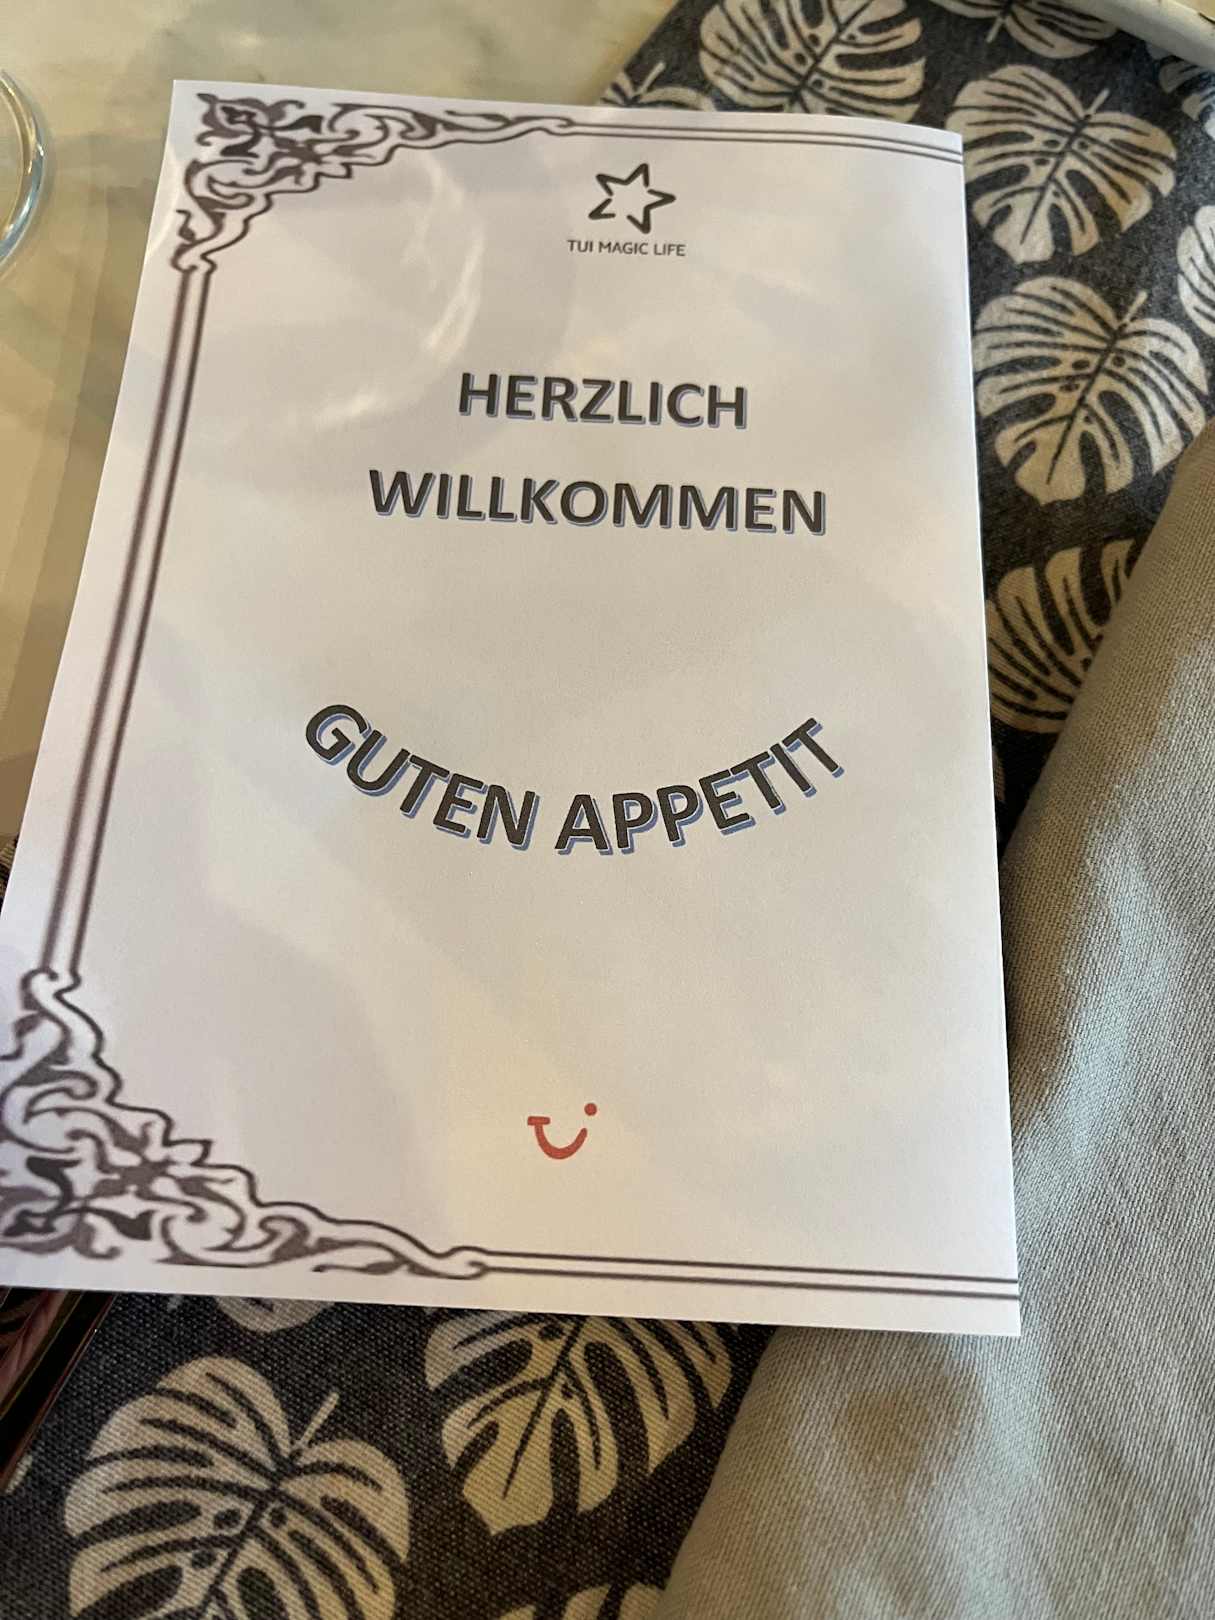 TUI MAGIC LIFE
HERZLICH
WILLKOMMEN
GUTEN APPETIT